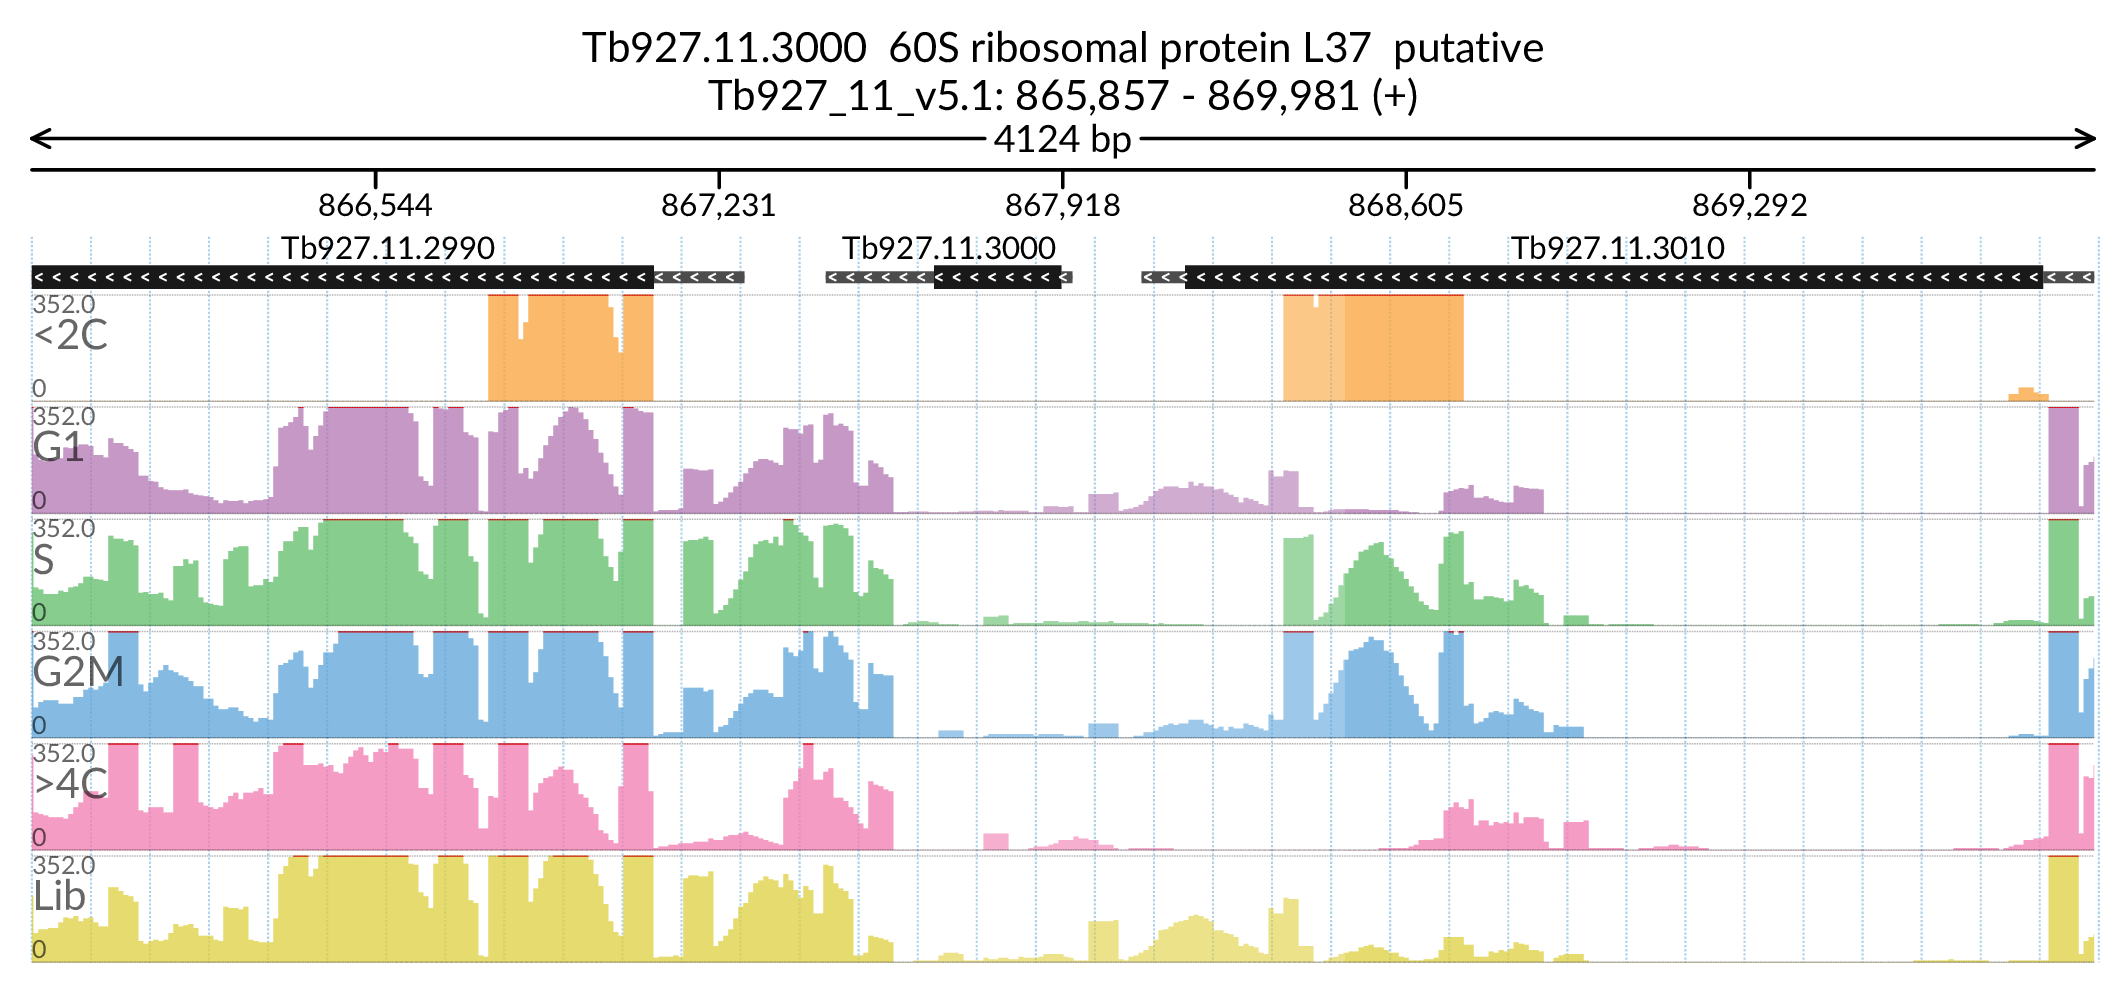 Tb927.11.3000  60S ribosomal protein L37  putative
Tb927_11_v5.1: 865,857 - 869,981 (+)
4124 bp
866,544 867,231 867,918 868,605 869,292
Tb927.11.2990 Tb927.11.3000 Tb927.11.3010
352.0
<2C
0
352.0
G1
0
352.0
S
0
352.0
G2M
0
352.0
>4C
0
352.0
Lib
0